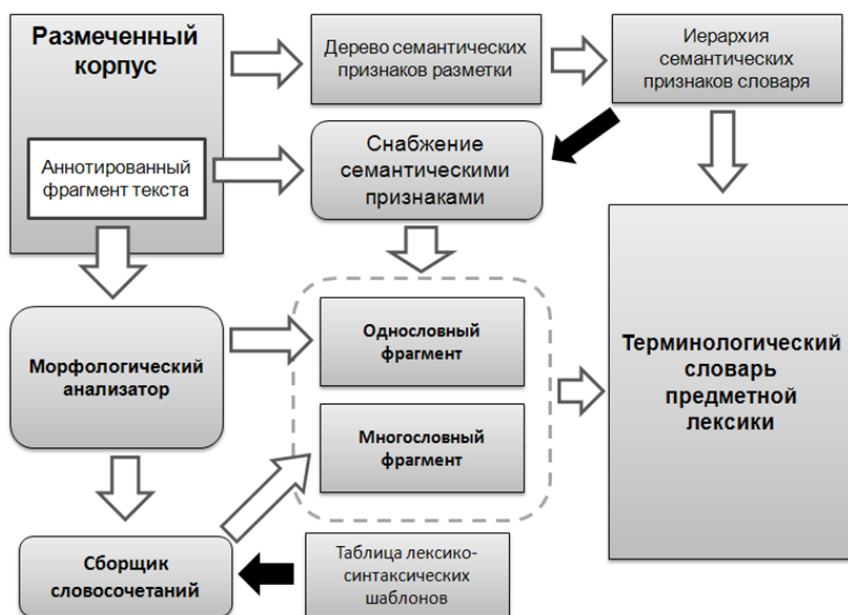 Размеченный
корпус
Дерево семантических
признаков разметки
Иерархия
семантических
признаков словаря
Аннотированный
фрагмент текста
Снабжение
семантическими
признаками
Однословный
фрагмент
Морфологический
анализатор
Терминологический
словарь
предметной
лексики
Многословный
фрагмент
Сборщик
словосочетаний
Таблица лексико-
синтаксических
шаблонов